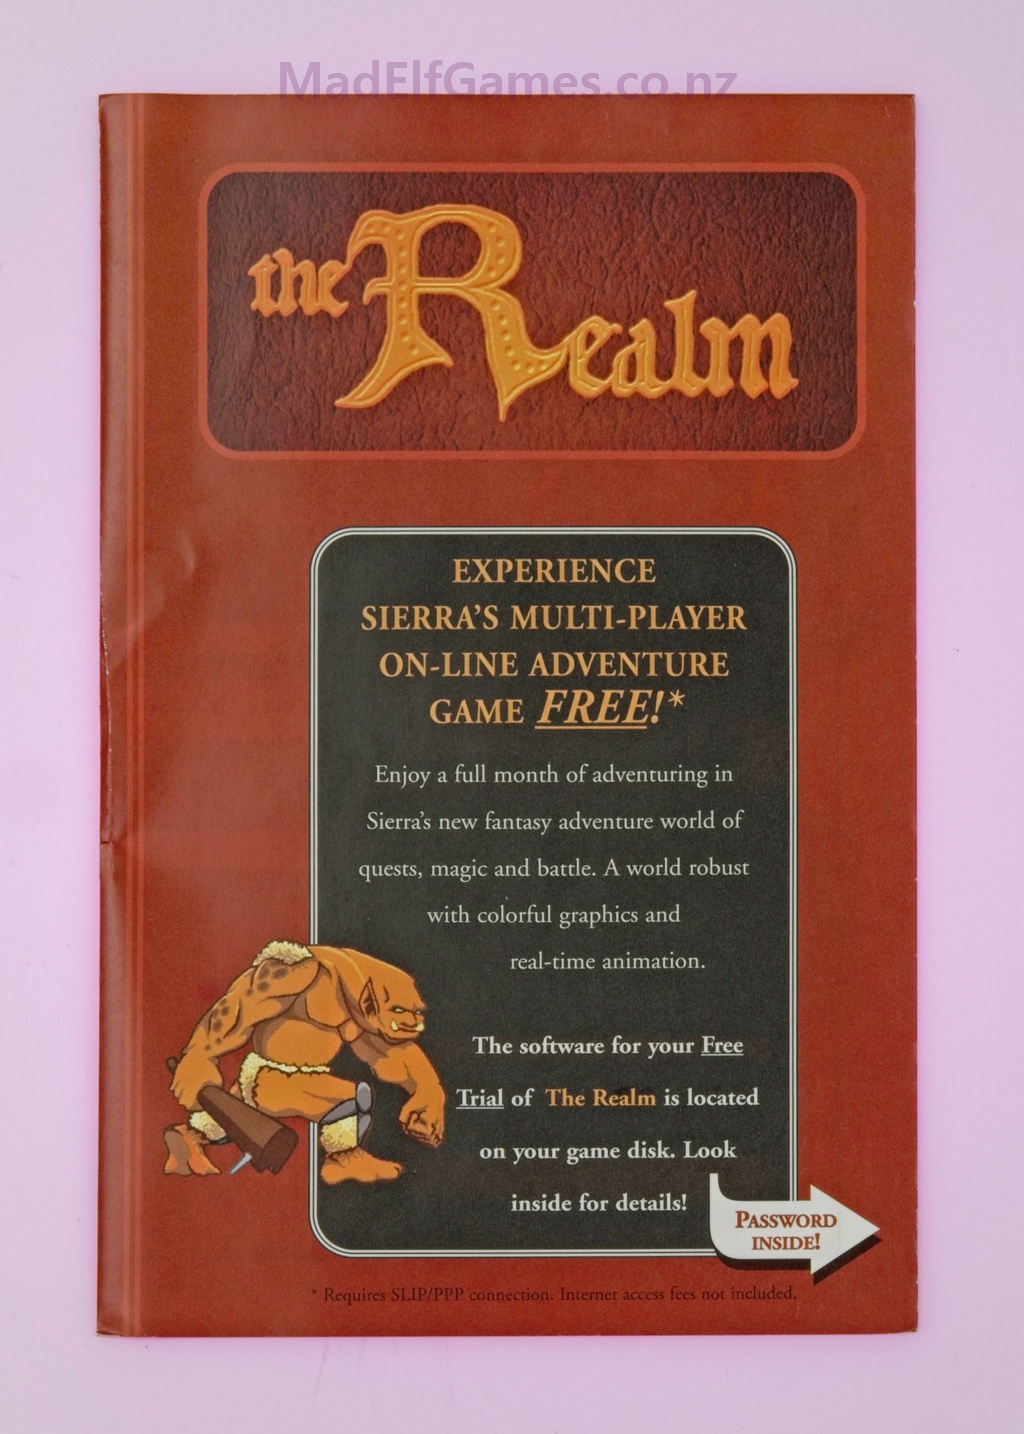 MadElfGames.co.nz
the Realm
EXPERIENCE
SIERRA'S MULTI-PLAYER
ON-LINE ADVENTURE
GAME FREE!*
Enjoy a full month of adventuring in
Sierra's new fantasy adventure world of
quests, magic and battle. A world robust
with colorful graphics and
real-time animation.
The software for your Free
Trial of The Realm is located
on your game disk. Look
inside for details!
PASSWORD
INSIDE!
* Requires SLIP/PPP connection. Internet access fees not included.